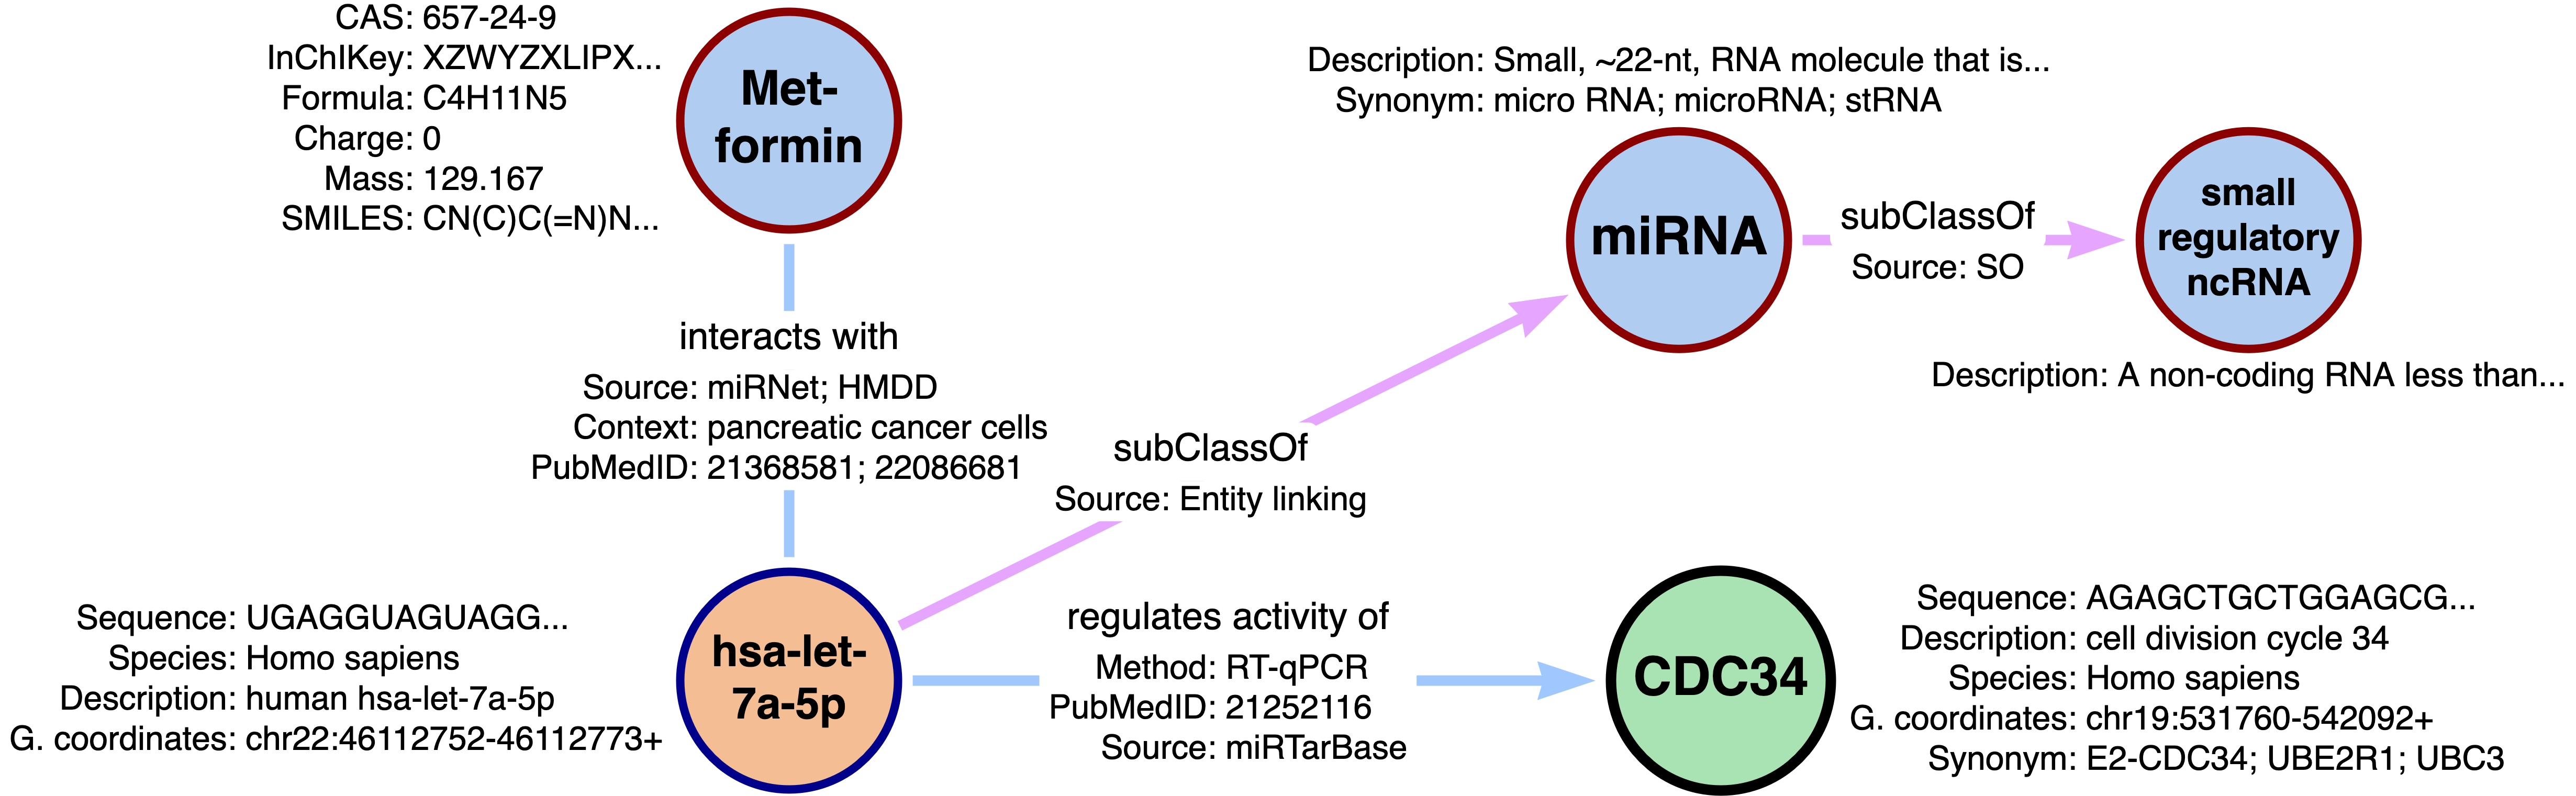 CAS: 657-24-9
InChIKey: XZWYZXLIPX...
Formula: C4H11N5
Charge: 0
Mass: 129.167
SMILES: CN(C)C(=N)N...
Met-
formin
Description: Small, ~22-nt, RNA molecule that is...
Synonym: micro RNA; microRNA; stRNA
miRNA
subClassOf
Source: SO
small
regulatory
ncRNA
Description: A non-coding RNA less than...
interacts with
Source: miRNet; HMDD
Context: pancreatic cancer cells
PubMedID: 21368581; 22086681
subClassOf
Source: Entity linking
Sequence: UGAGGUAGUAGG...
Species: Homo sapiens
Description: human hsa-let-7a-5p
G. coordinates: chr22:46112752-46112773+
hsa-let-
7a-5p
regulates activity of
Method: RT-qPCR
PubMedID: 21252116
Source: miRTarBase
CDC34
Sequence: AGAGCTGCTGGAGCG...
Description: cell division cycle 34
Species: Homo sapiens
G. coordinates: chr19:531760-542092+
Synonym: E2-CDC34; UBE2R1; UBC3